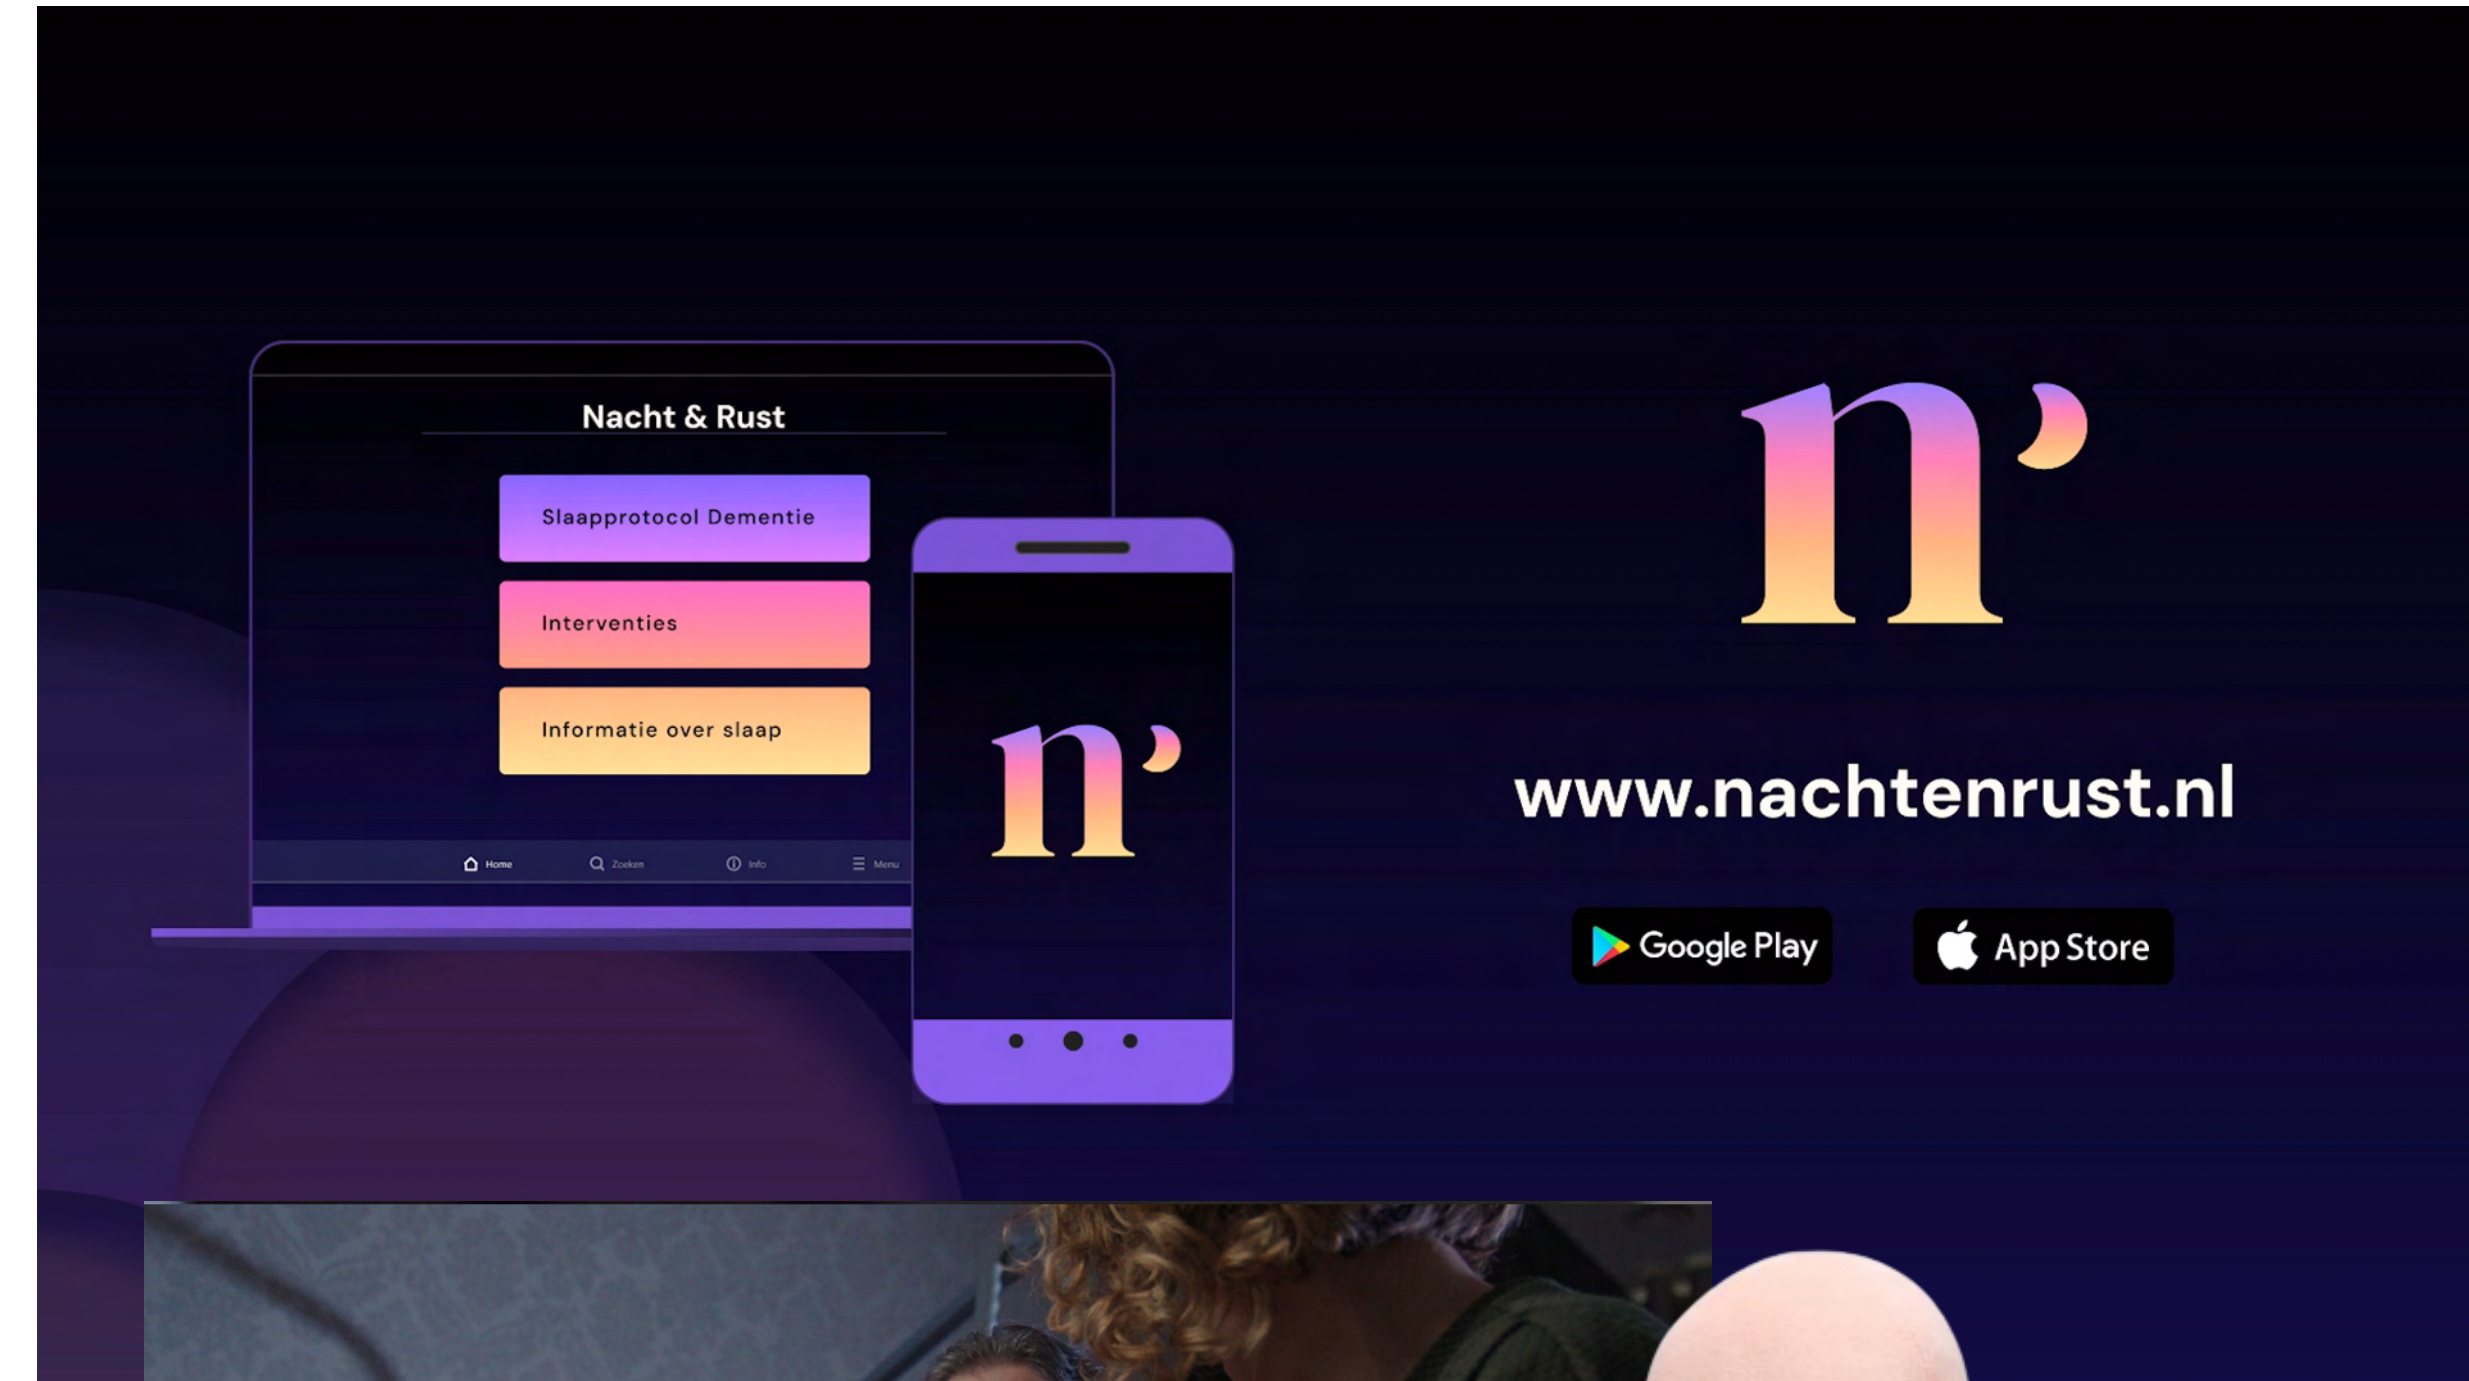 Nacht & Rust
Slaapprotocol Dementie
Interventies
Informatie over slaap
Home Zoeken Info Menu
n
n
www.nachtenrust.nl
Google Play App Store